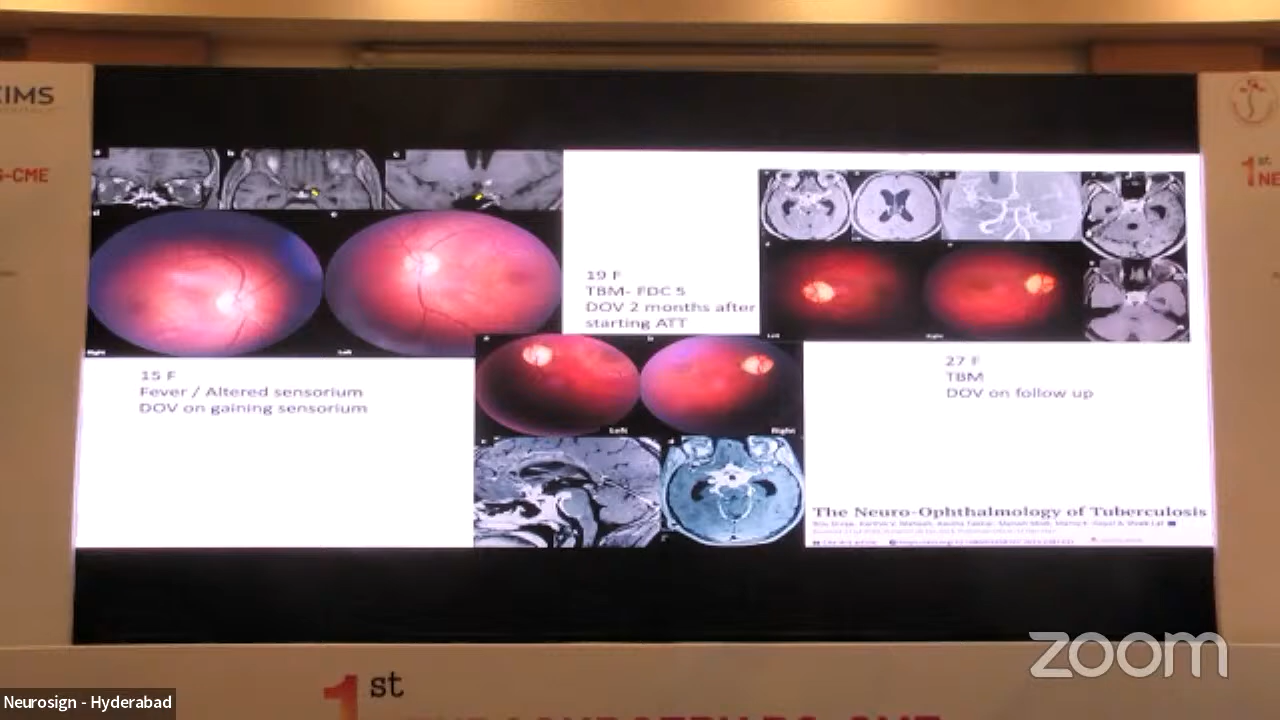 KIMS
S-CME
1st
NE
a
b
c
d
e
Right
Left
15 F
Fever / Altered sensorium
DOV on gaining sensorium
19 F
TBM- FDC 5
DOV 2 months after
starting ATT
Left
Right
Left
Right
27 F
TBM
DOV on follow up
The Neuro-Ophthalmology of Tuberculosis
zoom
Neurosign - Hyderabad
1st